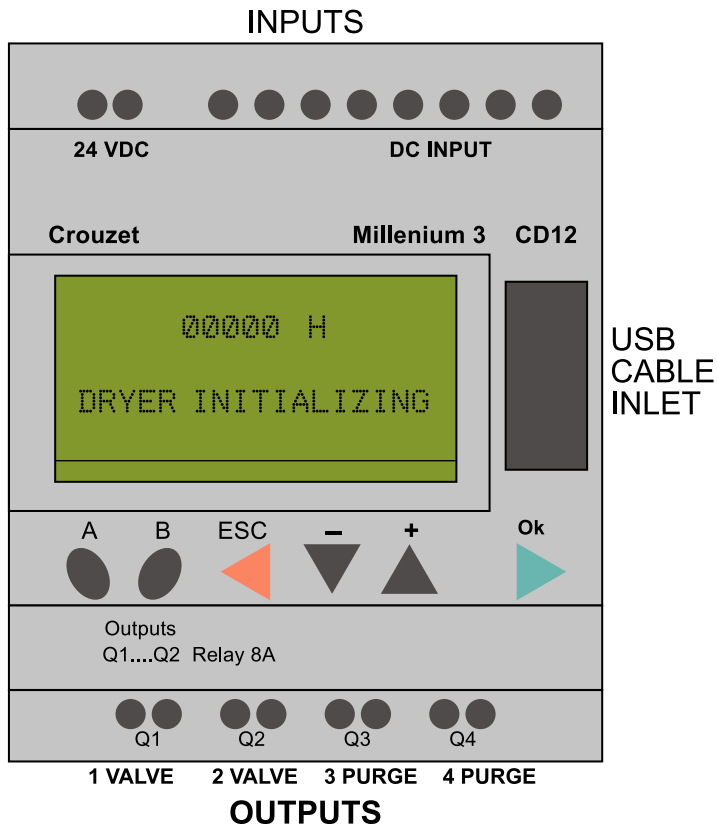 INPUTS
24 VDC DC INPUT
Crouzet Millenium 3 CD12
00000 H
DRYER INITIALIZING
USB
CABLE
INLET
A B ESC – + Ok
Outputs
Q1....Q2 Relay 8A
Q1 Q2 Q3 Q4
1 VALVE 2 VALVE 3 PURGE 4 PURGE
OUTPUTS